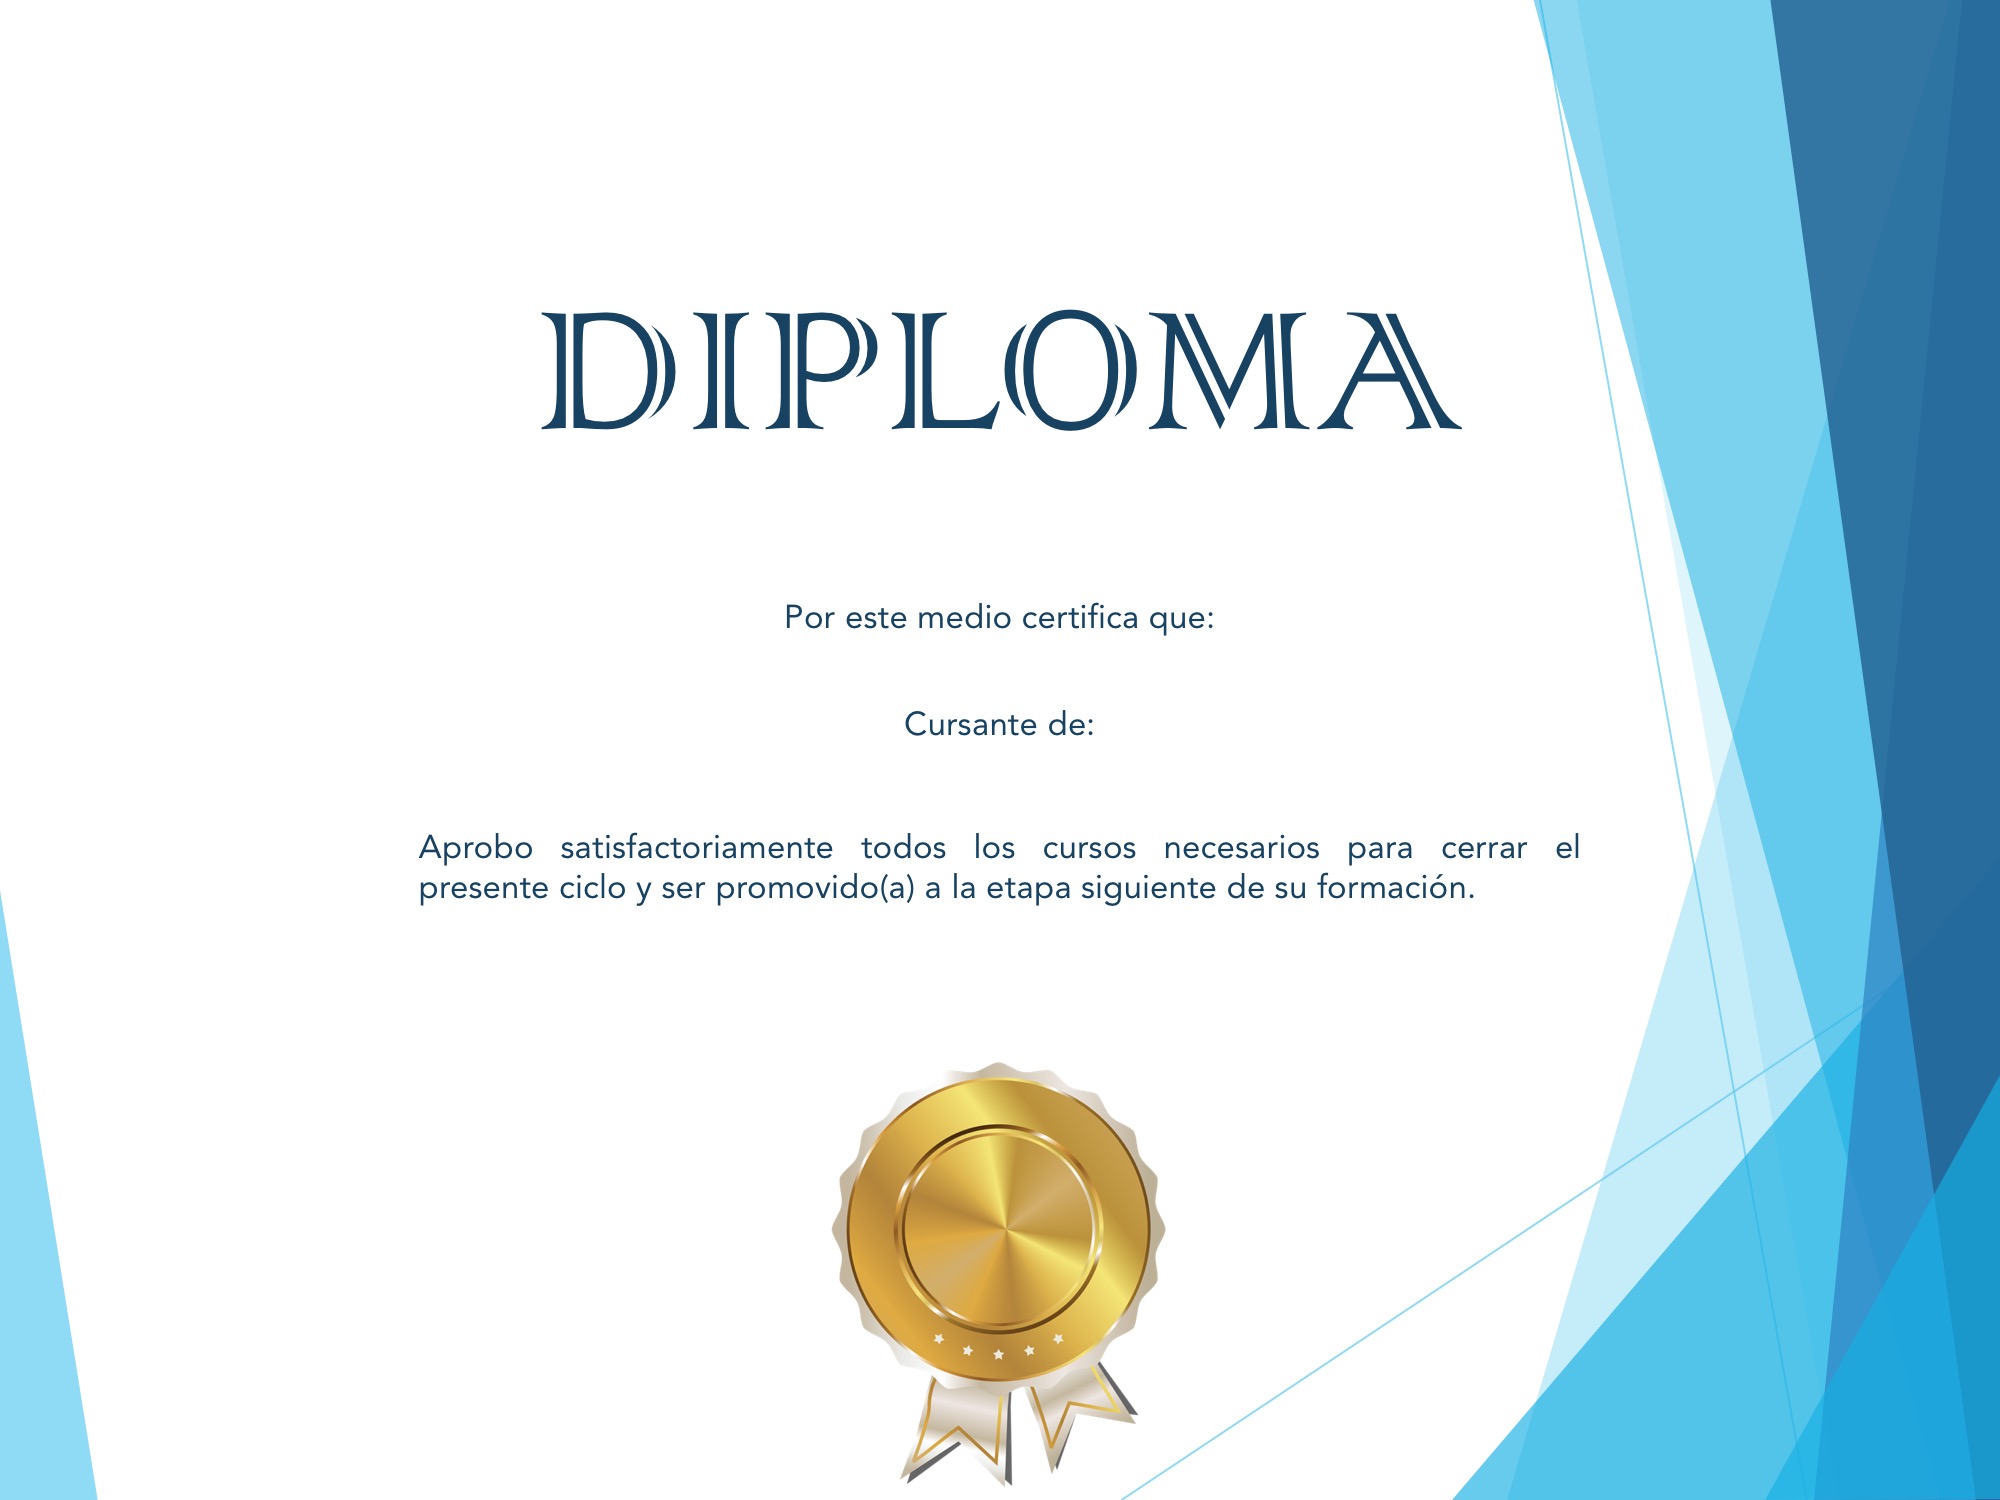 DIPLOMA
Por este medio certifica que:
Cursante de:
Aprobo satisfactoriamente todos los cursos necesarios para cerrar el
presente ciclo y ser promovido(a) a la etapa siguiente de su formación.